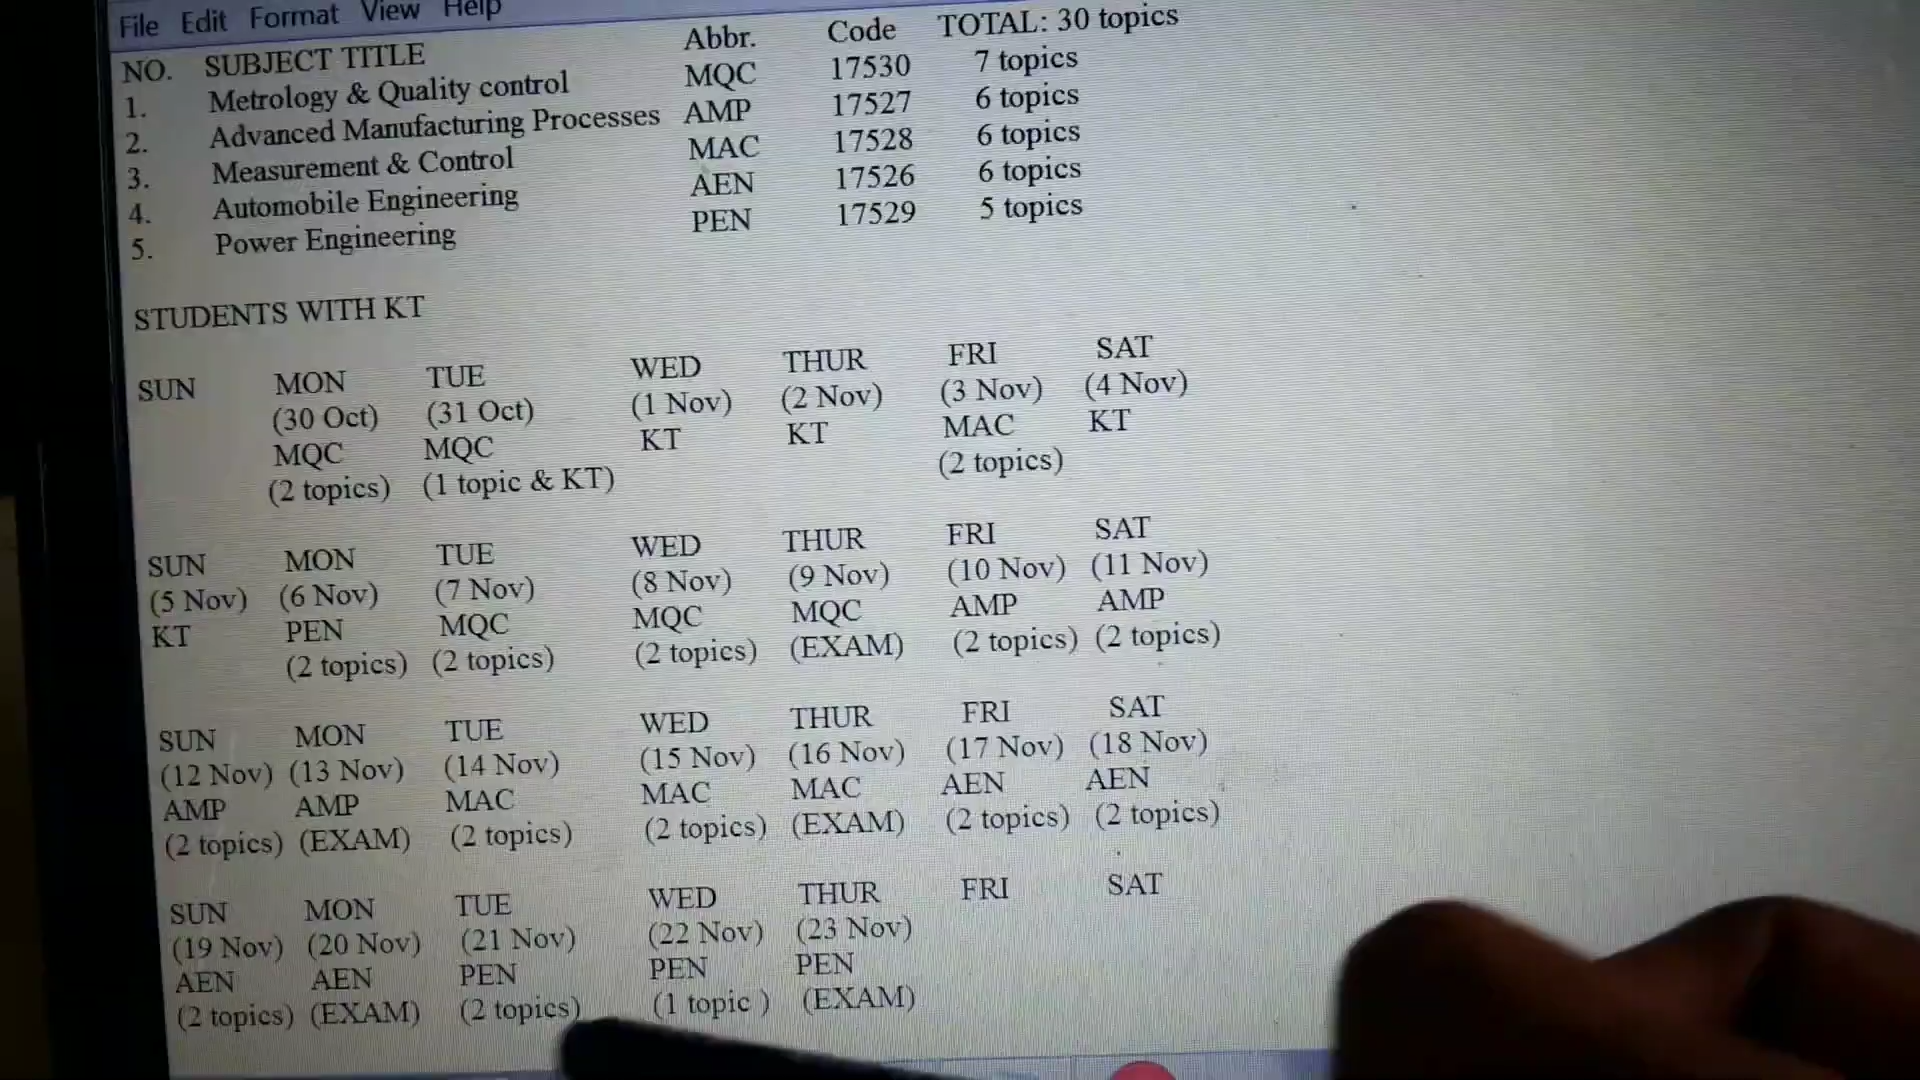 File Edit Format View Help
NO. SUBJECT TITLE Abbr. Code TOTAL: 30 topics
1. Metrology & Quality control MQC 17530 7 topics
2. Advanced Manufacturing Processes AMP 17527 6 topics
3. Measurement & Control MAC 17528 6 topics
4. Automobile Engineering AEN 17526 6 topics
5. Power Engineering PEN 17529 5 topics
STUDENTS WITH KT
SUN MON TUE WED THUR FRI SAT
(30 Oct) (31 Oct) (1 Nov) (2 Nov) (3 Nov) (4 Nov)
MQC MQC KT KT MAC KT
(2 topics) (1 topic & KT) (2 topics)
SUN MON TUE WED THUR FRI SAT
(5 Nov) (6 Nov) (7 Nov) (8 Nov) (9 Nov) (10 Nov) (11 Nov)
KT PEN MQC MQC MQC AMP AMP
(2 topics) (2 topics) (2 topics) (EXAM) (2 topics) (2 topics)
SUN MON TUE WED THUR FRI SAT
(12 Nov) (13 Nov) (14 Nov) (15 Nov) (16 Nov) (17 Nov) (18 Nov)
AMP AMP MAC MAC MAC AEN AEN
(2 topics) (EXAM) (2 topics) (2 topics) (EXAM) (2 topics) (2 topics)
SUN MON TUE WED THUR FRI SAT
(19 Nov) (20 Nov) (21 Nov) (22 Nov) (23 Nov)
AEN AEN PEN PEN PEN
(2 topics) (EXAM) (2 topics) (1 topic ) (EXAM)